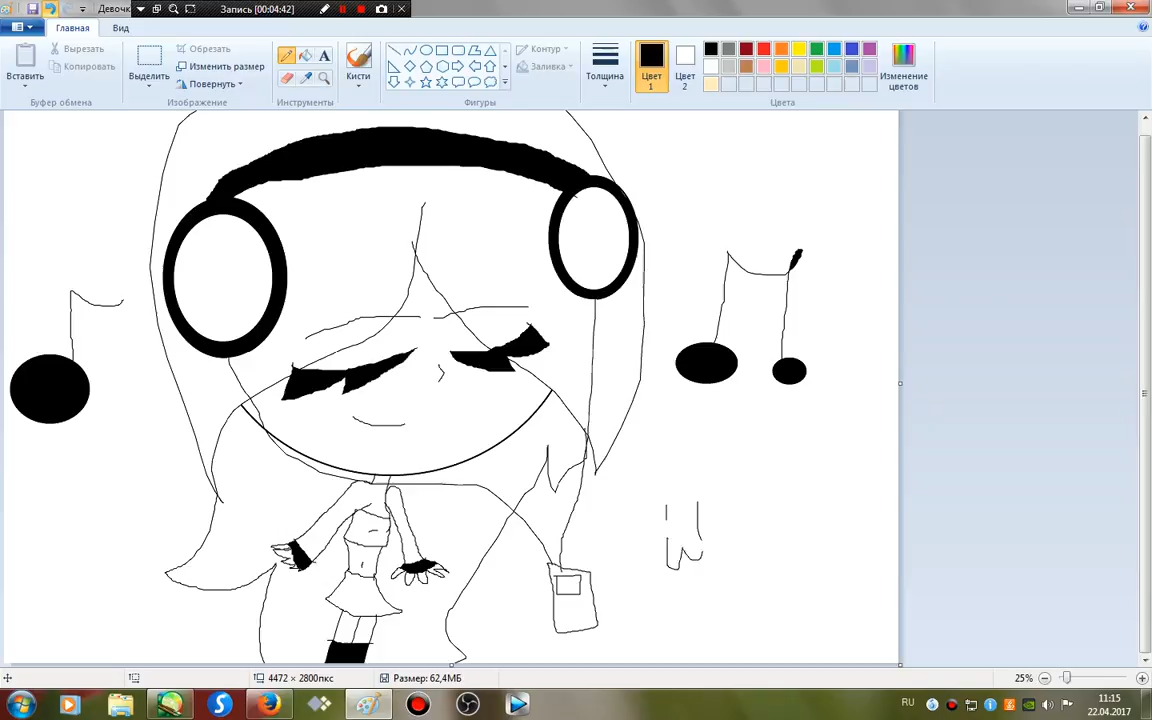 Девочк
Запись [00:04:42]
Главная
Вид
Вставить
Вырезать
Копировать
Буфер обмена
Выделить
Обрезать
Изменить размер
Повернуть
Изображение
A
Инструменты
Кисти
Контур
Заливка
Фигуры
Толщина
Цвет 1
Цвет 2
Изменение цветов
Цвета
4472 × 2800пкс
Размер: 62,4МБ
25%
RU
11:15
22.04.2017